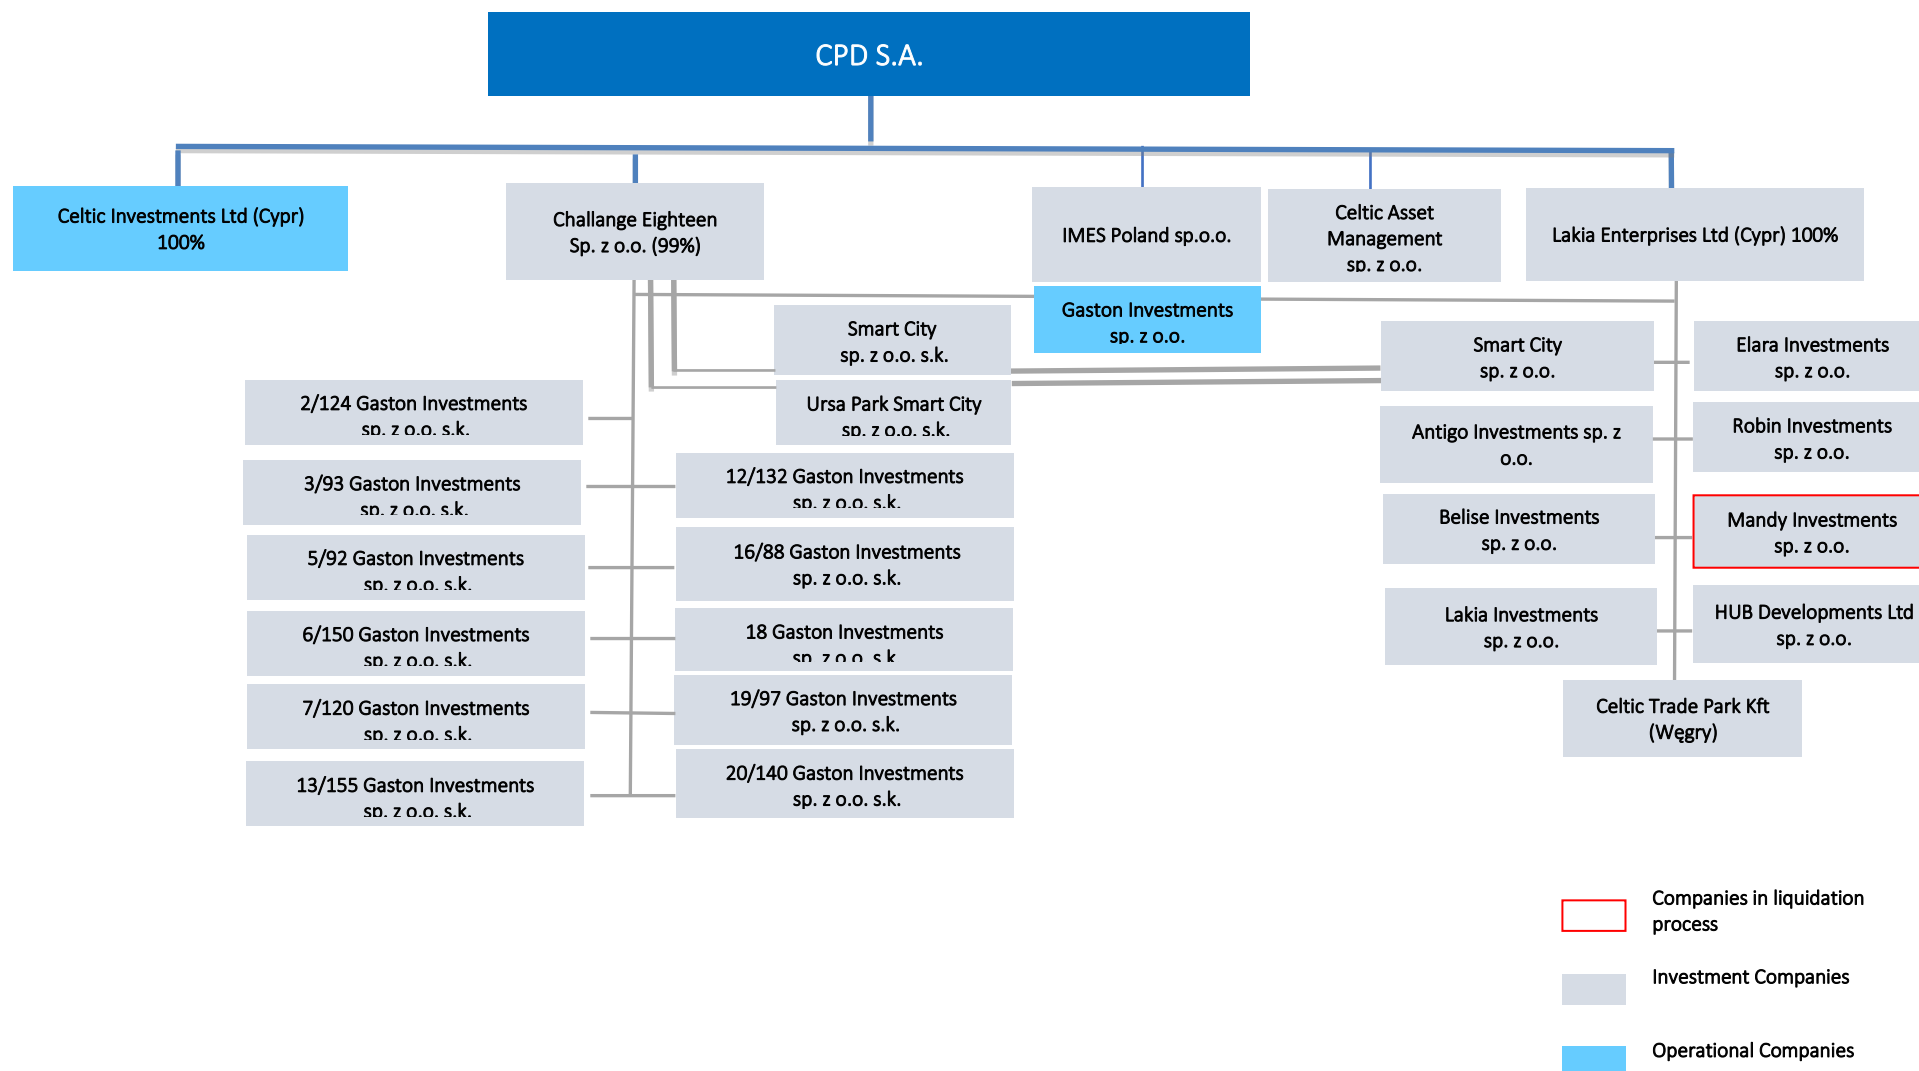 CPD S.A.
Celtic Investments Ltd (Cypr)
100%
Challange Eighteen
Sp. z o.o. (99%)
IMES Poland sp.o.o.
Celtic Asset
Management
sp. z o.o.
Lakia Enterprises Ltd (Cypr) 100%
Gaston Investments
sp. z o.o.
Smart City
sp. z o.o. s.k.
Ursa Park Smart City
sp. z o.o. s.k.
2/124 Gaston Investments
sp. z o.o. s.k.
3/93 Gaston Investments
sp. z o.o. s.k.
5/92 Gaston Investments
sp. z o.o. s.k.
6/150 Gaston Investments
sp. z o.o. s.k.
7/120 Gaston Investments
sp. z o.o. s.k.
13/155 Gaston Investments
sp. z o.o. s.k.
12/132 Gaston Investments
sp. z o.o. s.k.
16/88 Gaston Investments
sp. z o.o. s.k.
18 Gaston Investments
sp. z o.o. s.k
19/97 Gaston Investments
sp. z o.o. s.k.
20/140 Gaston Investments
sp. z o.o. s.k.
Smart City
sp. z o.o.
Antigo Investments sp. z
o.o.
Belise Investments
sp. z o.o.
Lakia Investments
sp. z o.o.
Elara Investments
sp. z o.o.
Robin Investments
sp. z o.o.
Mandy Investments
sp. z o.o.
HUB Developments Ltd
sp. z o.o.
Celtic Trade Park Kft
(Węgry)
Companies in liquidation
process
Investment Companies
Operational Companies